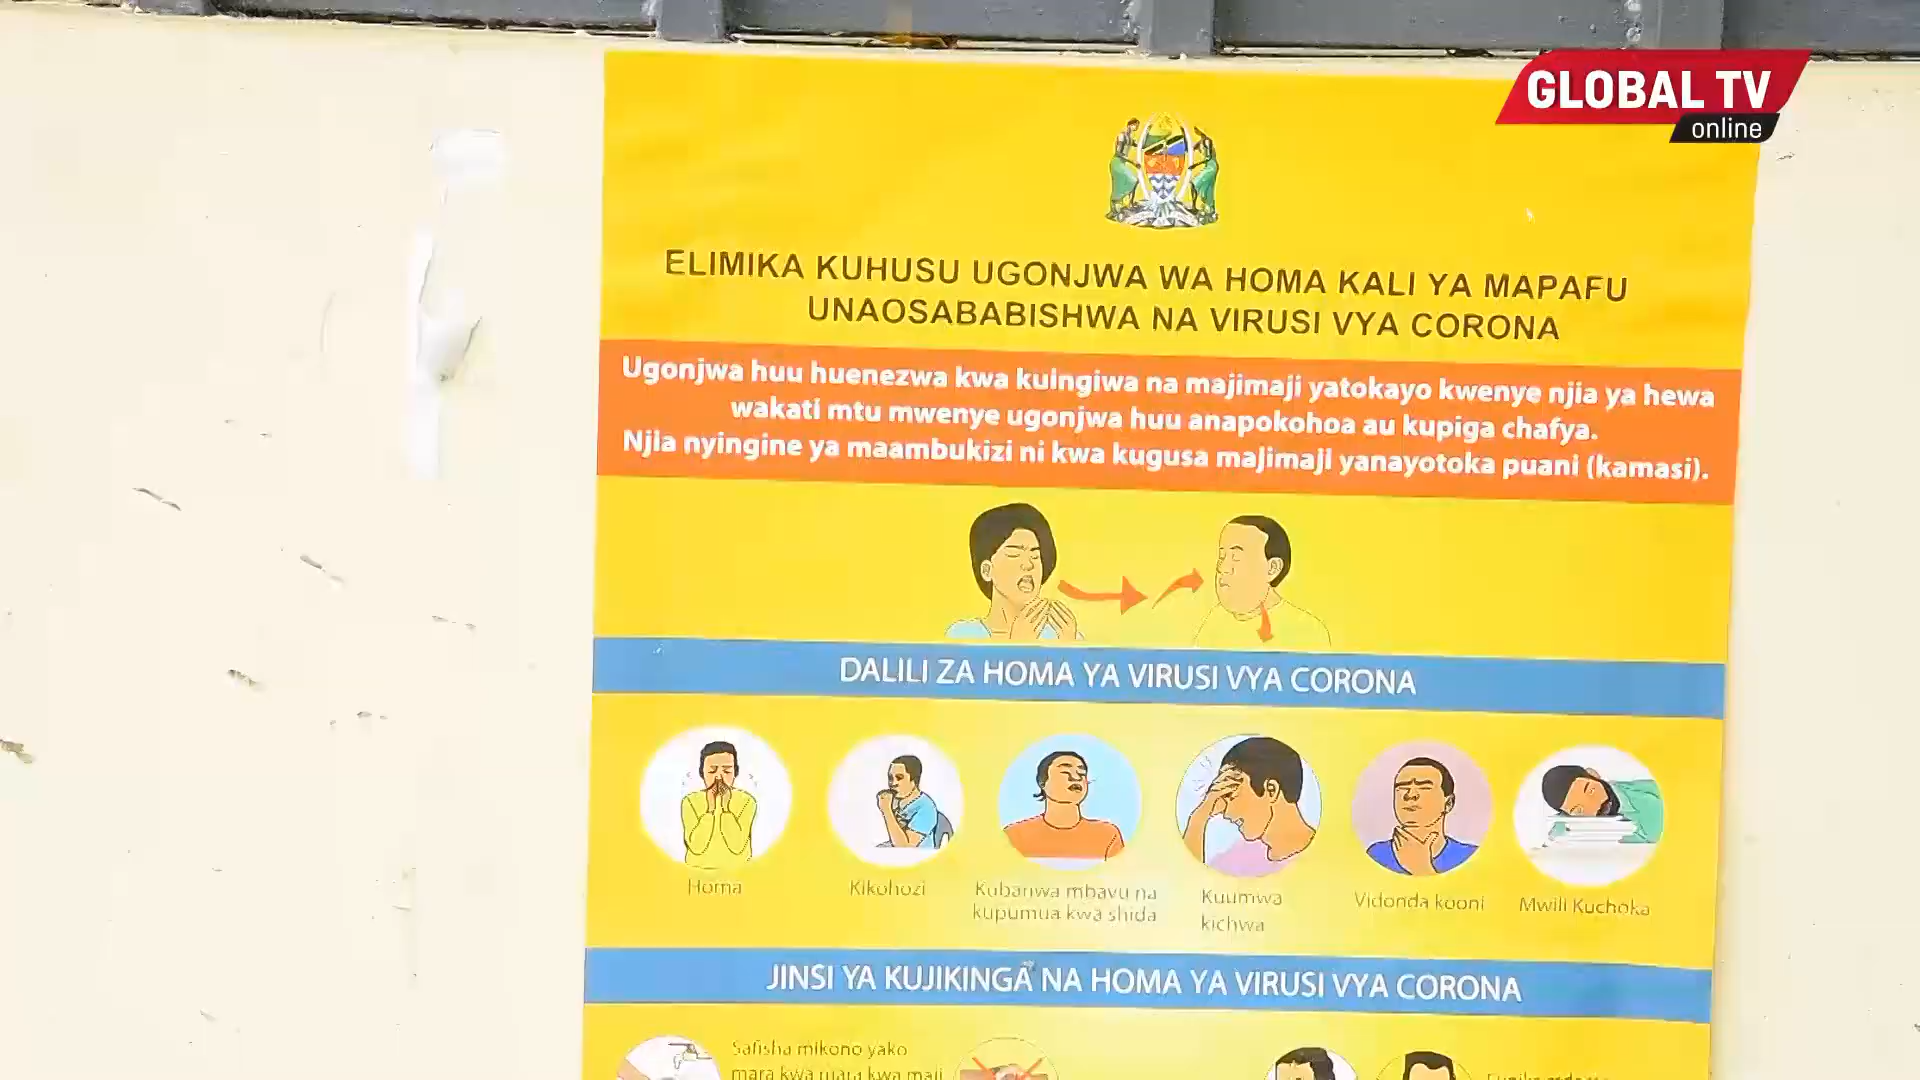 GLOBAL TV
online
ELIMIKA KUHUSU UGONJWA WA HOMA KALI YA MAPAFU
UNAOSABABISHWA NA VIRUSI VYA CORONA
Ugonjwa huu huenezwa kwa kuingiwa na majimaji yatokayo kwenye njia ya hewa
wakati mtu mwenye ugonjwa huu anapokohoa au kupiga chafya.
Njia nyingine ya maambukizi ni kwa kugusa majimaji yanayotoka puani (kamasi).
DALILI ZA HOMA YA VIRUSI VYA CORONA
Homa
Kikohozi
Kubanwa mbavu na
kupumua kwa shida
Kuumwa
kichwa
Vidonda kooni
Mwili Kuchoka
JINSI YA KUJIKINGA NA HOMA YA VIRUSI VYA CORONA
Safisha mikono yako
mara kwa mara kwa maji